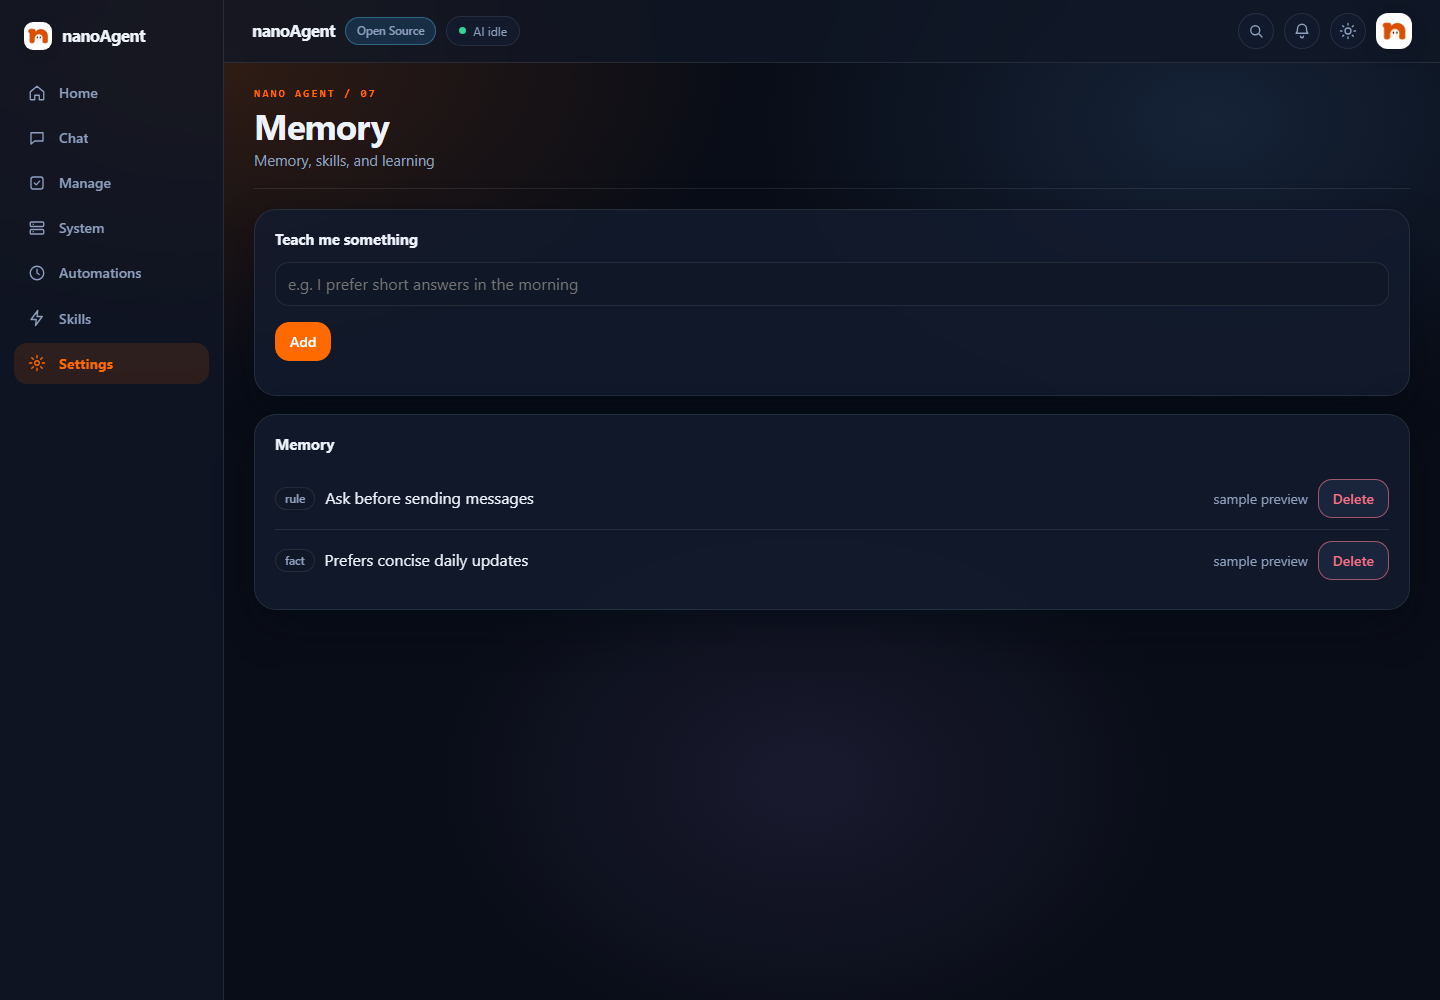 nanoAgent
Home
Chat
Manage
System
Automations
Skills
Settings
nanoAgent
Open Source
AI idle
NANO AGENT / 07
Memory
Memory, skills, and learning
Teach me something
e.g. I prefer short answers in the morning
Add
Memory
rule Ask before sending messages sample preview Delete
fact Prefers concise daily updates sample preview Delete